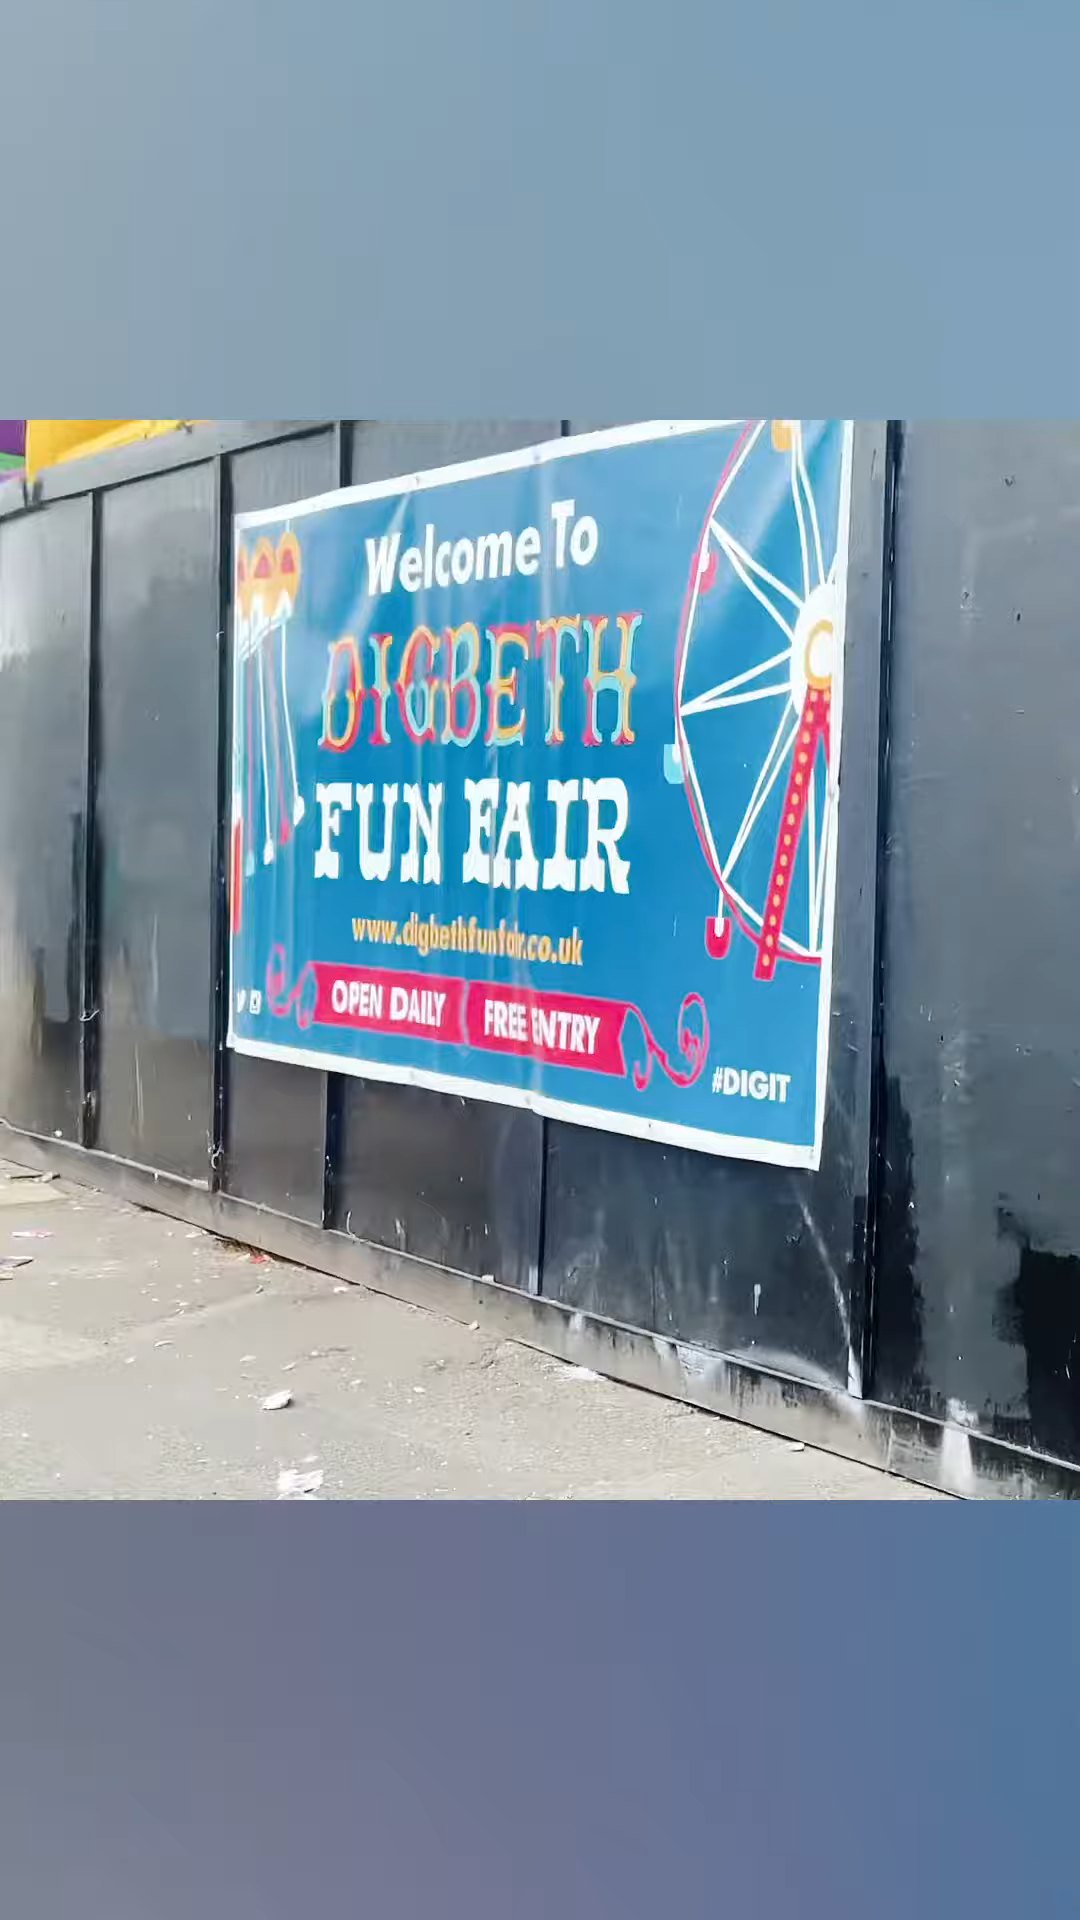 Welcome To
DIGBETH
FUN FAIR
www.digbethfunfair.co.uk
OPEN DAILY FREE ENTRY
#DIGIT